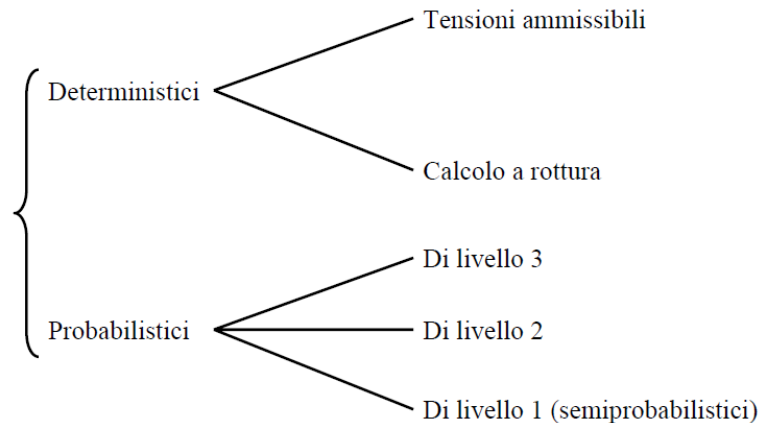 Tensioni ammissibili
Deterministici
Calcolo a rottura
Di livello 3
Probabilistici
Di livello 2
Di livello 1 (semiprobabilistici)